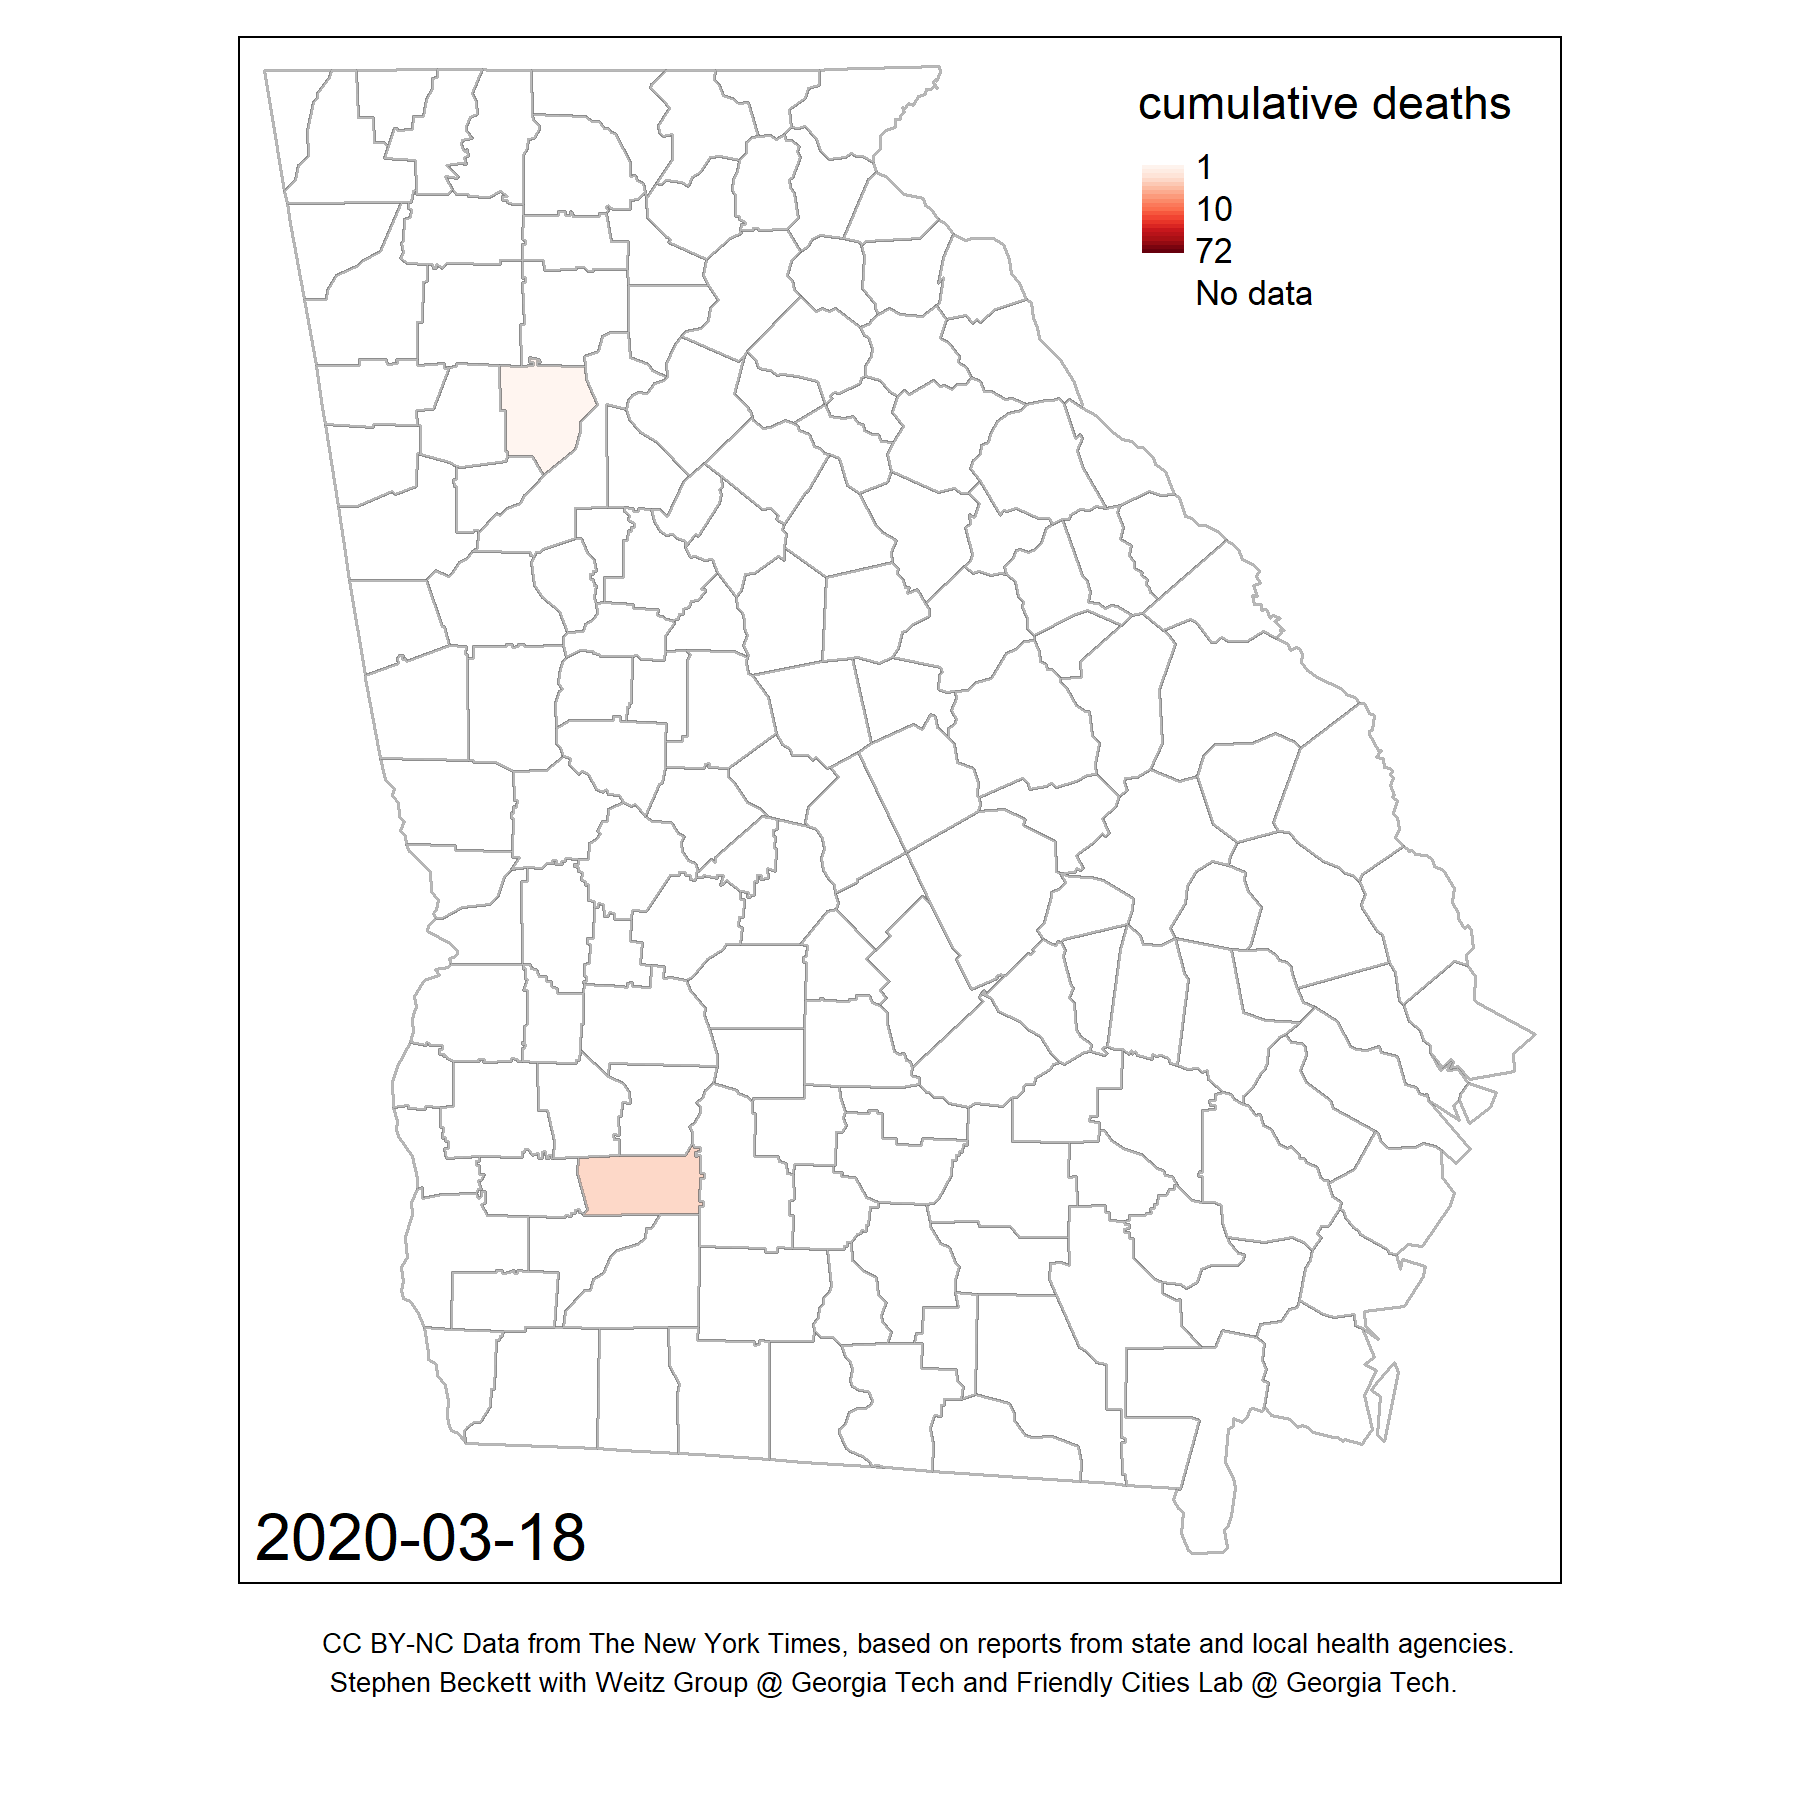 cumulative deaths
1
10
72
No data
2020-03-18
CC BY-NC Data from The New York Times, based on reports from state and local health agencies.
Stephen Beckett with Weitz Group @ Georgia Tech and Friendly Cities Lab @ Georgia Tech.